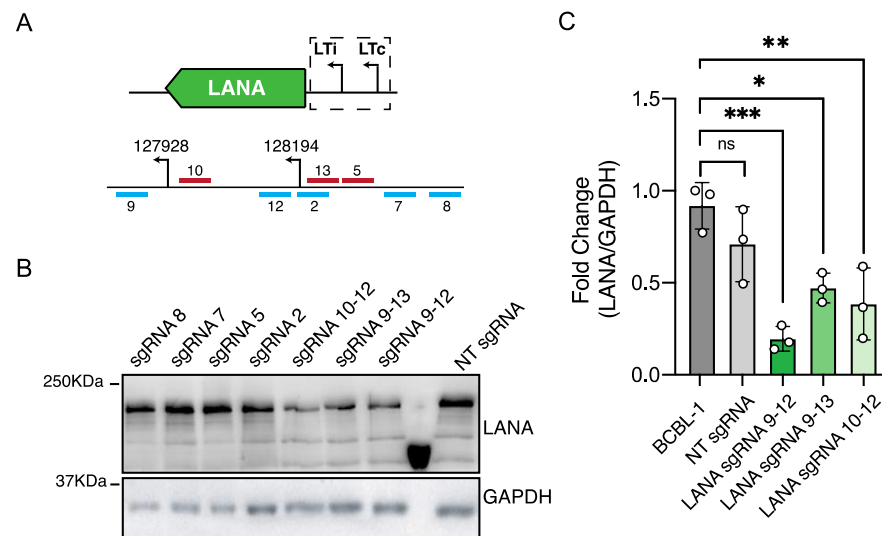 A
LTi
LTc
LANA
127928
128194
10
13
5
9
12
2
7
8
B
sgRNA 8
sgRNA 7
sgRNA 5
sgRNA 2
sgRNA 10-12
sgRNA 9-13
sgRNA 9-12
NT sgRNA
250KDa
LANA
37KDa
GAPDH
C
**
*
***
ns
1.5
1.0
0.5
0.0
Fold Change
(LANA/GAPDH)
BCBL-1
NT sgRNA
LANA sgRNA 9-12
LANA sgRNA 9-13
LANA sgRNA 10-12